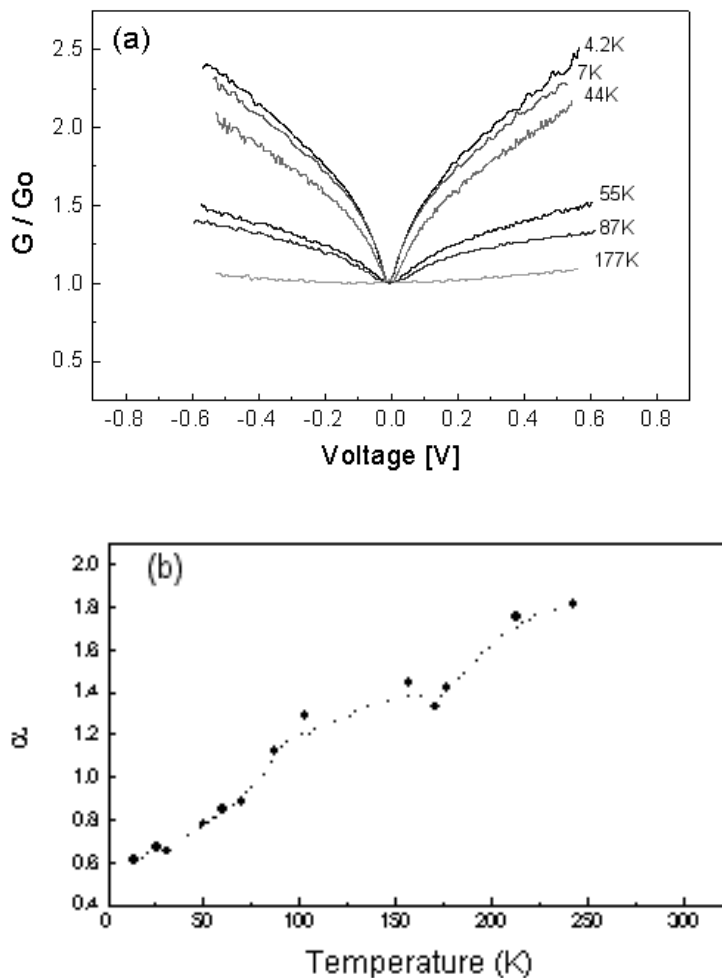 (a)
2.5
2.0
1.5
1.0
0.5
G / Go
4.2K
7K
44K
55K
87K
177K
-0.8 -0.6 -0.4 -0.2 0.0 0.2 0.4 0.6 0.8
Voltage [V]
(b)
2.0
1.8
1.6
1.4
1.2
1.0
0.8
0.6
0.4
α
0 50 100 150 200 250 300
Temperature (K)